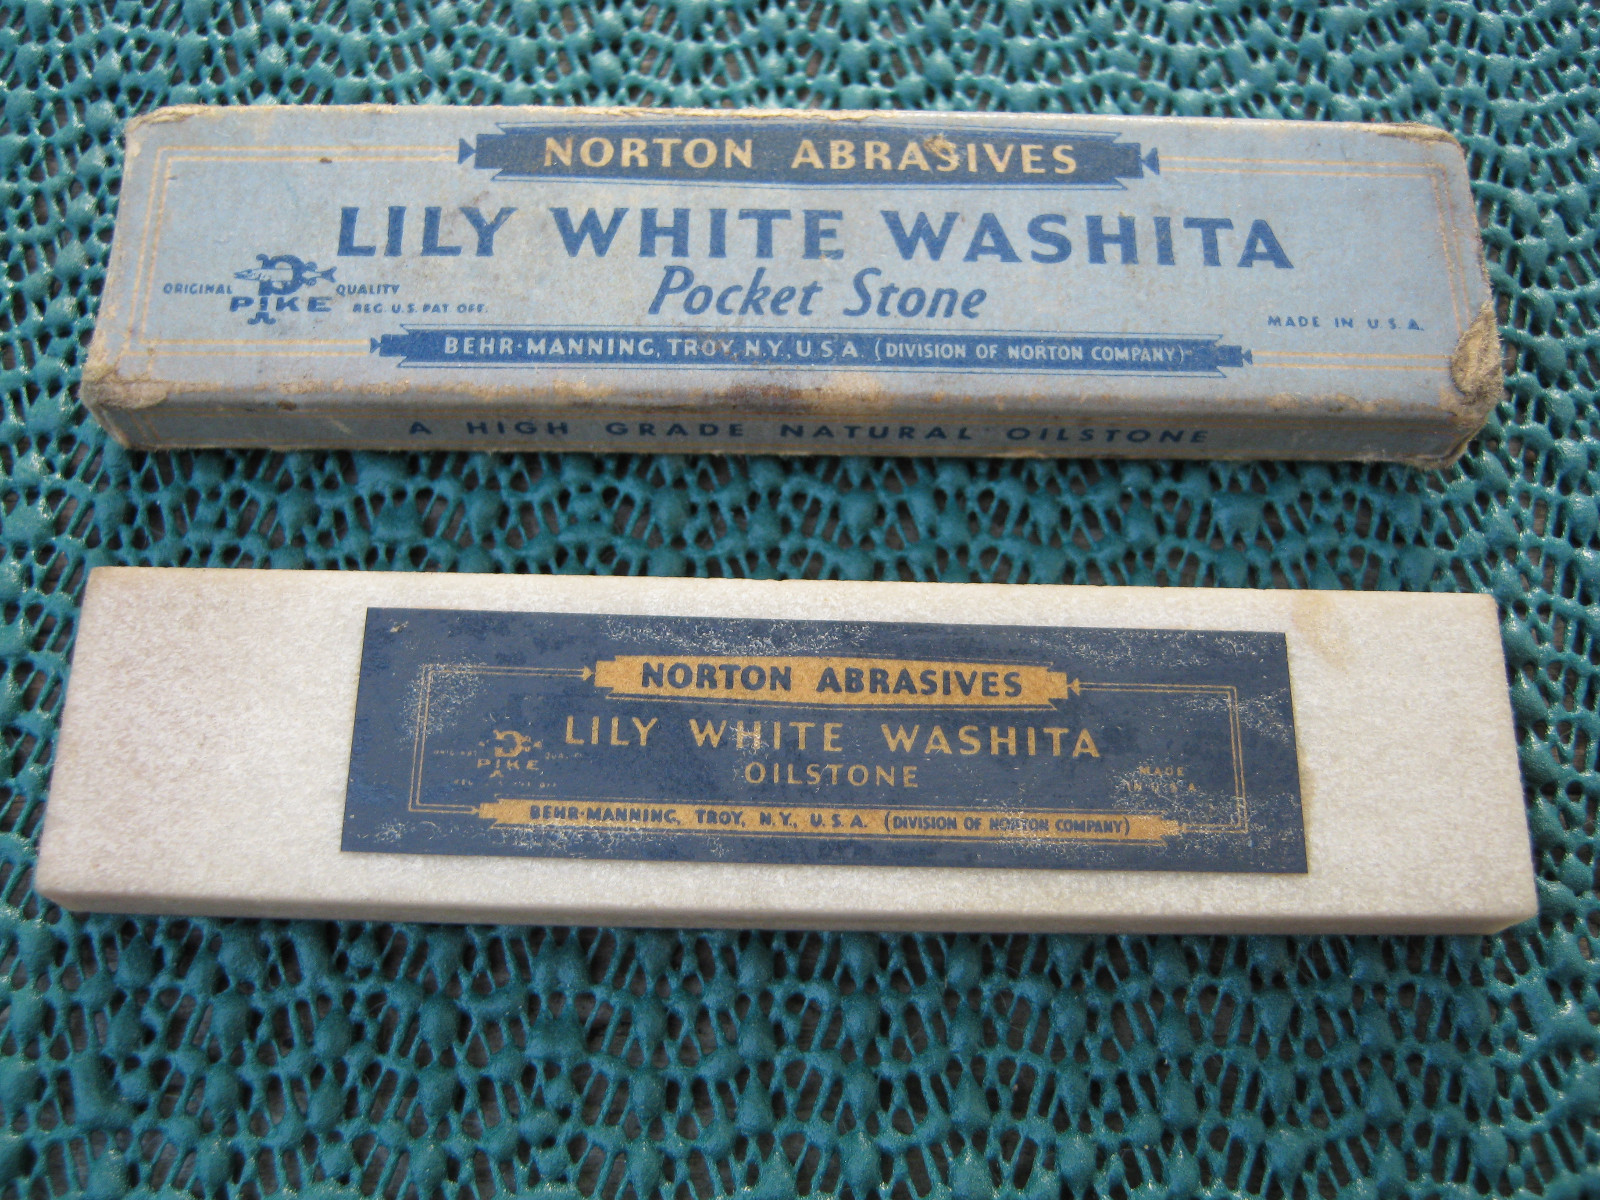 NORTON ABRASIVES
LILY WHITE WASHITA
Pocket Stone
ORIGINAL PIKE QUALITY
REG. U.S. PAT. OFF.
MADE IN U.S.A.
BEHR-MANNING, TROY, N.Y., U.S.A. (DIVISION OF NORTON COMPANY)
A HIGH GRADE NATURAL OILSTONE
NORTON ABRASIVES
LILY WHITE WASHITA
OILSTONE
PIKE
MADE
IN U.S.A.
BEHR-MANNING, TROY, N.Y., U.S.A. (DIVISION OF NORTON COMPANY)